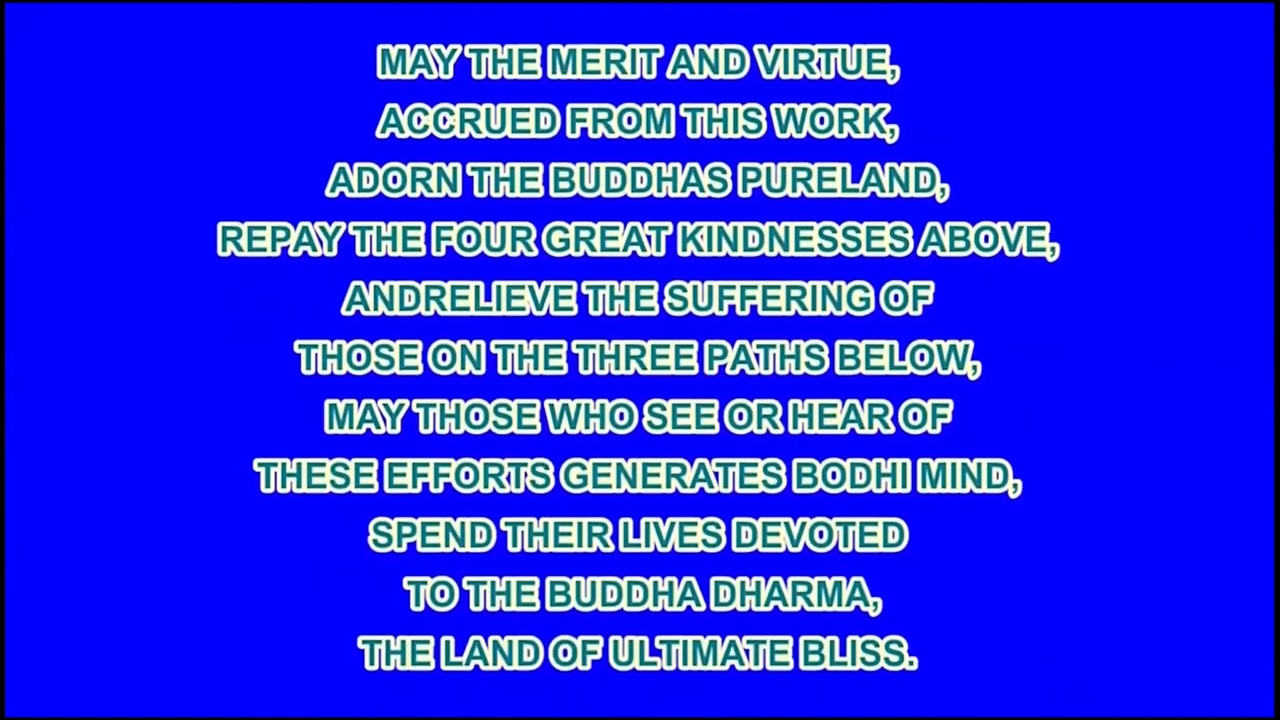 MAY THE MERIT AND VIRTUE,
ACCRUED FROM THIS WORK,
ADORN THE BUDDHAS PURELAND,
REPAY THE FOUR GREAT KINDNESSES ABOVE,
ANDRELIEVE THE SUFFERING OF
THOSE ON THE THREE PATHS BELOW,
MAY THOSE WHO SEE OR HEAR OF
THESE EFFORTS GENERATES BODHI MIND,
SPEND THEIR LIVES DEVOTED
TO THE BUDDHA DHARMA,
THE LAND OF ULTIMATE BLISS.